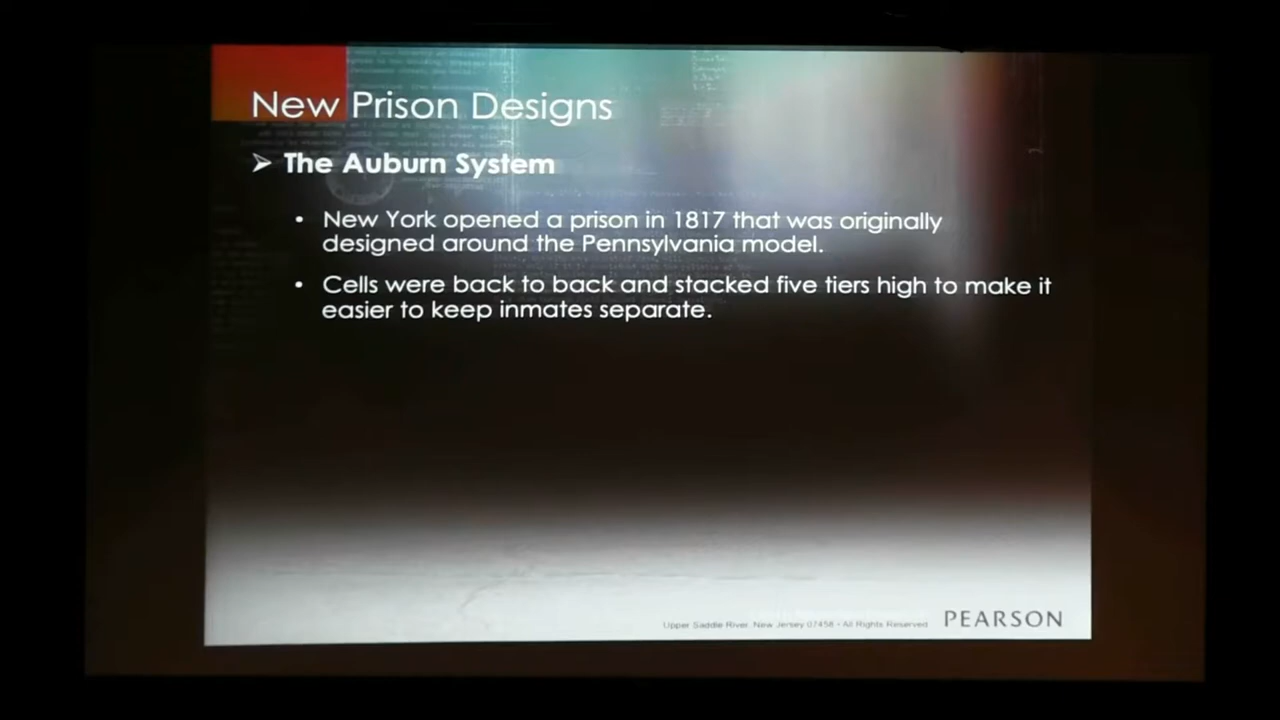 New Prison Designs
➢ The Auburn System
• New York opened a prison in 1817 that was originally
designed around the Pennsylvania model.
• Cells were back to back and stacked five tiers high to make it
easier to keep inmates separate.
Upper Saddle River, New Jersey 07458 • All Rights Reserved
PEARSON